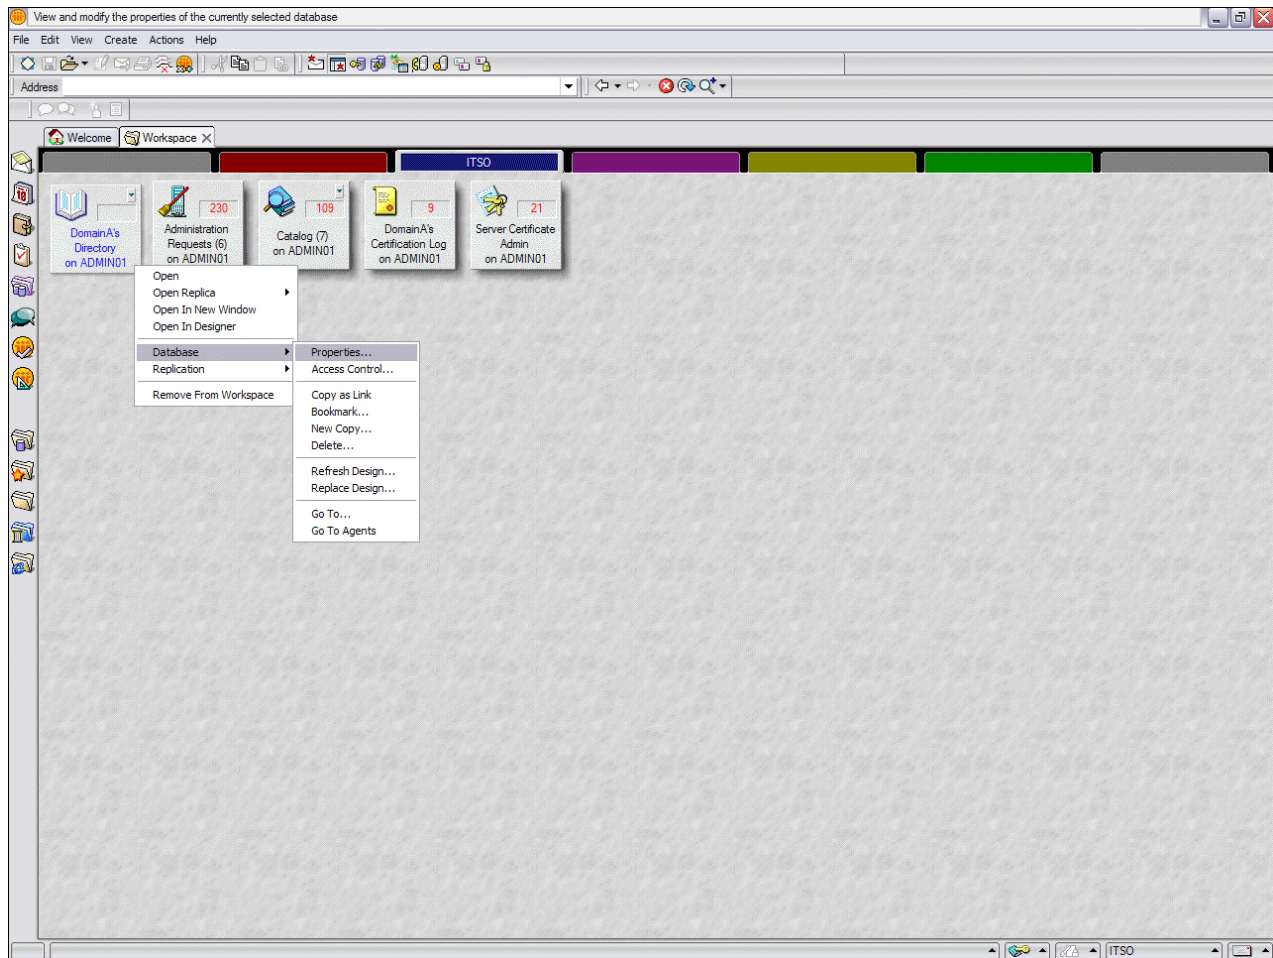 View and modify the properties of the currently selected database
File Edit View Create Actions Help
Address
Welcome Workspace
ITSO
DomainA's
Directory
on ADMIN01
230
Administration
Requests (6)
on ADMIN01
109
Catalog (7)
on ADMIN01
9
DomainA's
Certification Log
on ADMIN01
21
Server Certificate
Admin
on ADMIN01
Open
Open Replica
Open In New Window
Open In Designer
Database
Replication
Remove From Workspace
Properties...
Access Control...
Copy as Link
Bookmark...
New Copy...
Delete...
Refresh Design...
Replace Design...
Go To...
Go To Agents
ITSO